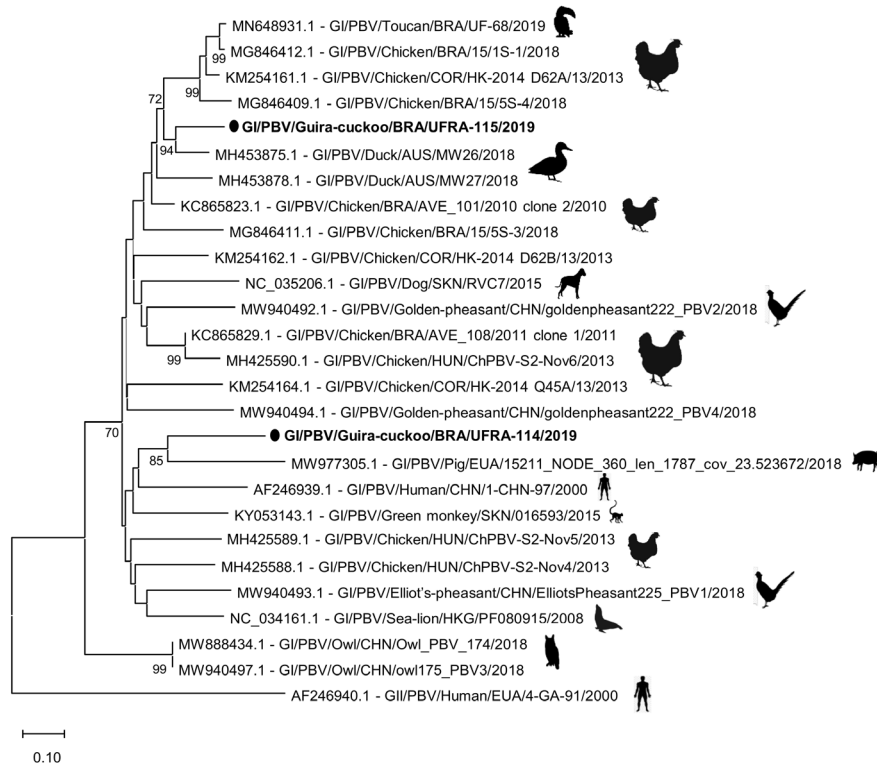 MN648931.1 - GI/PBV/Toucan/BRA/UF-68/2019
MG846412.1 - GI/PBV/Chicken/BRA/15/1S-1/2018
99
KM254161.1 - GI/PBV/Chicken/COR/HK-2014 D62A/13/2013
99
72
MG846409.1 - GI/PBV/Chicken/BRA/15/5S-4/2018
GI/PBV/Guira-cuckoo/BRA/UFRA-115/2019
94
MH453875.1 - GI/PBV/Duck/AUS/MW26/2018
MH453878.1 - GI/PBV/Duck/AUS/MW27/2018
KC865823.1 - GI/PBV/Chicken/BRA/AVE_101/2010 clone 2/2010
MG846411.1 - GI/PBV/Chicken/BRA/15/5S-3/2018
KM254162.1 - GI/PBV/Chicken/COR/HK-2014 D62B/13/2013
NC_035206.1 - GI/PBV/Dog/SKN/RVC7/2015
MW940492.1 - GI/PBV/Golden-pheasant/CHN/goldenpheasant222_PBV2/2018
KC865829.1 - GI/PBV/Chicken/BRA/AVE_108/2011 clone 1/2011
99
MH425590.1 - GI/PBV/Chicken/HUN/ChPBV-S2-Nov6/2013
KM254164.1 - GI/PBV/Chicken/COR/HK-2014 Q45A/13/2013
MW940494.1 - GI/PBV/Golden-pheasant/CHN/goldenpheasant222_PBV4/2018
70
GI/PBV/Guira-cuckoo/BRA/UFRA-114/2019
85
MW977305.1 - GI/PBV/Pig/EUA/15211_NODE_360_len_1787_cov_23.523672/2018
AF246939.1 - GI/PBV/Human/CHN/1-CHN-97/2000
KY053143.1 - GI/PBV/Green monkey/SKN/016593/2015
MH425589.1 - GI/PBV/Chicken/HUN/ChPBV-S2-Nov5/2013
MH425588.1 - GI/PBV/Chicken/HUN/ChPBV-S2-Nov4/2013
MW940493.1 - GI/PBV/Elliot's-pheasant/CHN/ElliotsPheasant225_PBV1/2018
NC_034161.1 - GI/PBV/Sea-lion/HKG/PF080915/2008
MW888434.1 - GI/PBV/Owl/CHN/Owl_PBV_174/2018
99
MW940497.1 - GI/PBV/Owl/CHN/owl175_PBV3/2018
AF246940.1 - GII/PBV/Human/EUA/4-GA-91/2000
0.10